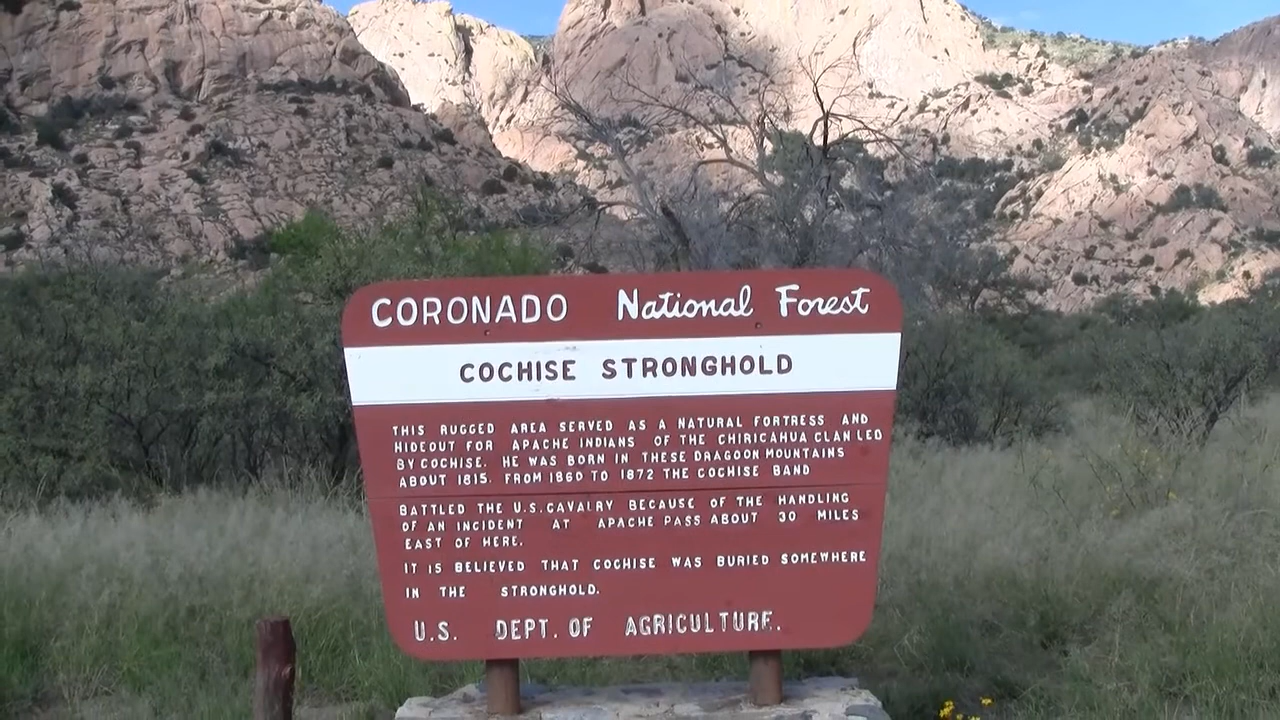 CORONADO National Forest
COCHISE STRONGHOLD
THIS RUGGED AREA SERVED AS A NATURAL FORTRESS AND
HIDEOUT FOR APACHE INDIANS OF THE CHIRICAHUA CLAN LED
BY COCHISE. HE WAS BORN IN THESE DRAGOON MOUNTAINS
ABOUT 1815. FROM 1860 TO 1872 THE COCHISE BAND
BATTLED THE U.S. CAVALRY BECAUSE OF THE HANDLING
OF AN INCIDENT AT APACHE PASS ABOUT 30 MILES
EAST OF HERE.
IT IS BELIEVED THAT COCHISE WAS BURIED SOMEWHERE
IN THE STRONGHOLD.
U.S. DEPT. OF AGRICULTURE.